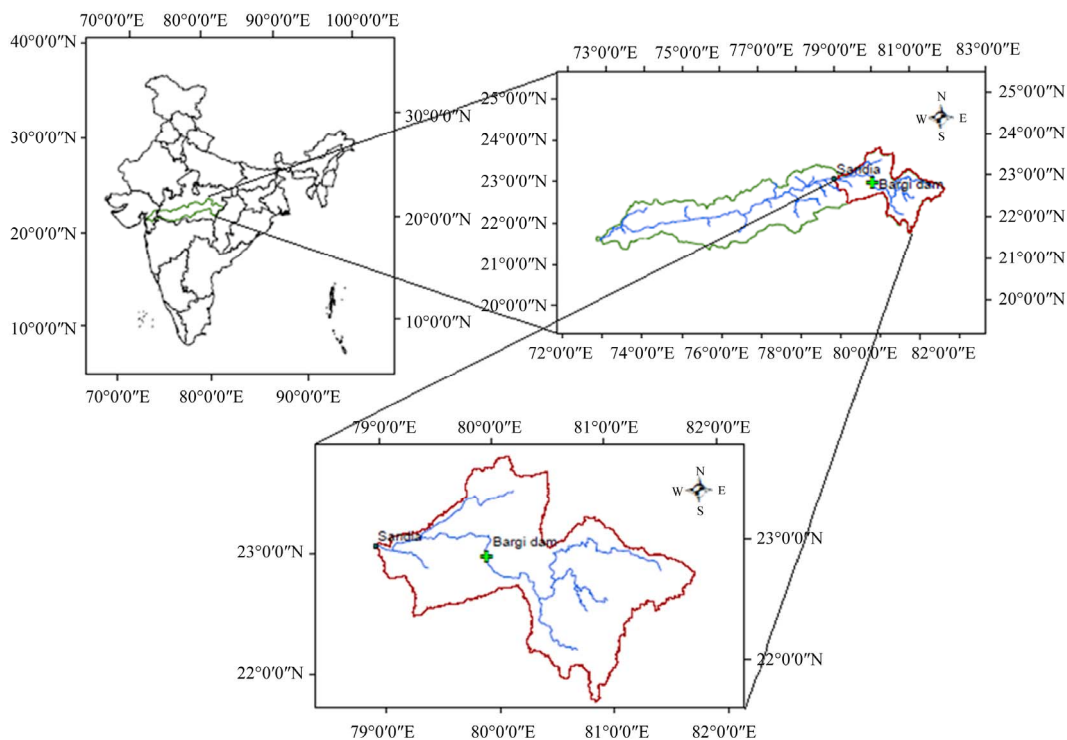 70°0'0"E 80°0'0"E 90°0'0"E 100°0'0"E
40°0'0"N
30°0'0"N
20°0'0"N
10°0'0"N
30°0'0"N
20°0'0"N
10°0'0"N
70°0'0"E 80°0'0"E 90°0'0"E
73°0'0"E 75°0'0"E 77°0'0"E 79°0'0"E 81°0'0"E 83°0'0"E
25°0'0"N
24°0'0"N
23°0'0"N
22°0'0"N
21°0'0"N
20°0'0"N
N
W E
S
Sandia
Bargi dam
25°0'0"N
24°0'0"N
23°0'0"N
22°0'0"N
21°0'0"N
20°0'0"N
72°0'0"E 74°0'0"E 76°0'0"E 78°0'0"E 80°0'0"E 82°0'0"E
79°0'0"E 80°0'0"E 81°0'0"E 82°0'0"E
N
W E
S
Sandia
Bargi dam
23°0'0"N
22°0'0"N
23°0'0"N
22°0'0"N
79°0'0"E 80°0'0"E 81°0'0"E 82°0'0"E